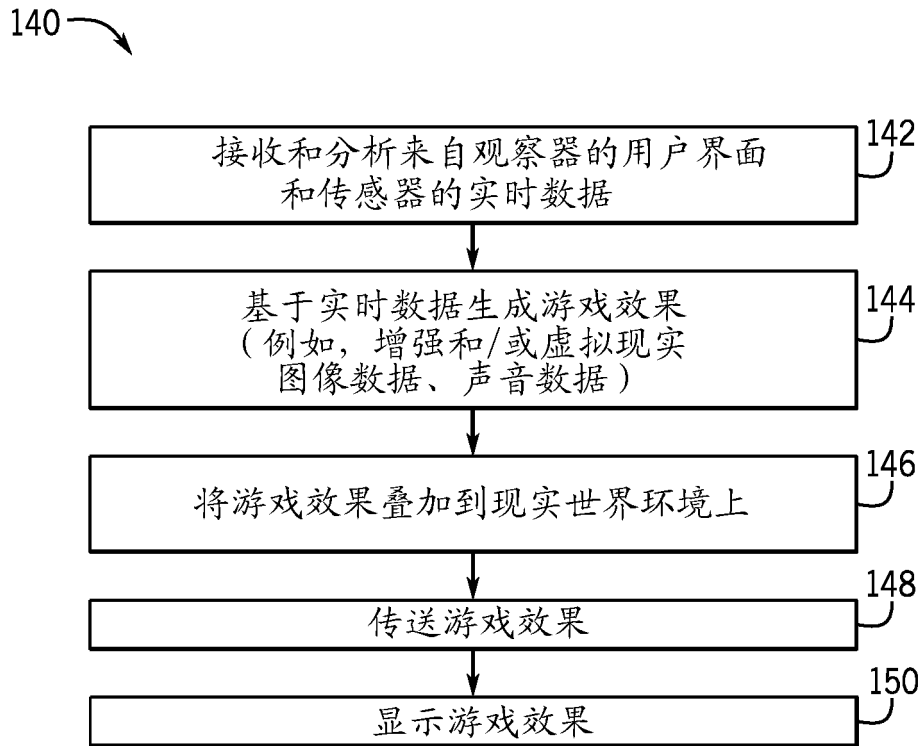 140
142
接收和分析来自观察器的用户界面
和传感器的实时数据
144
基于实时数据生成游戏效果
(例如，增强和/或虚拟现实
图像数据、声音数据)
146
将游戏效果叠加到现实世界环境上
148
传送游戏效果
150
显示游戏效果